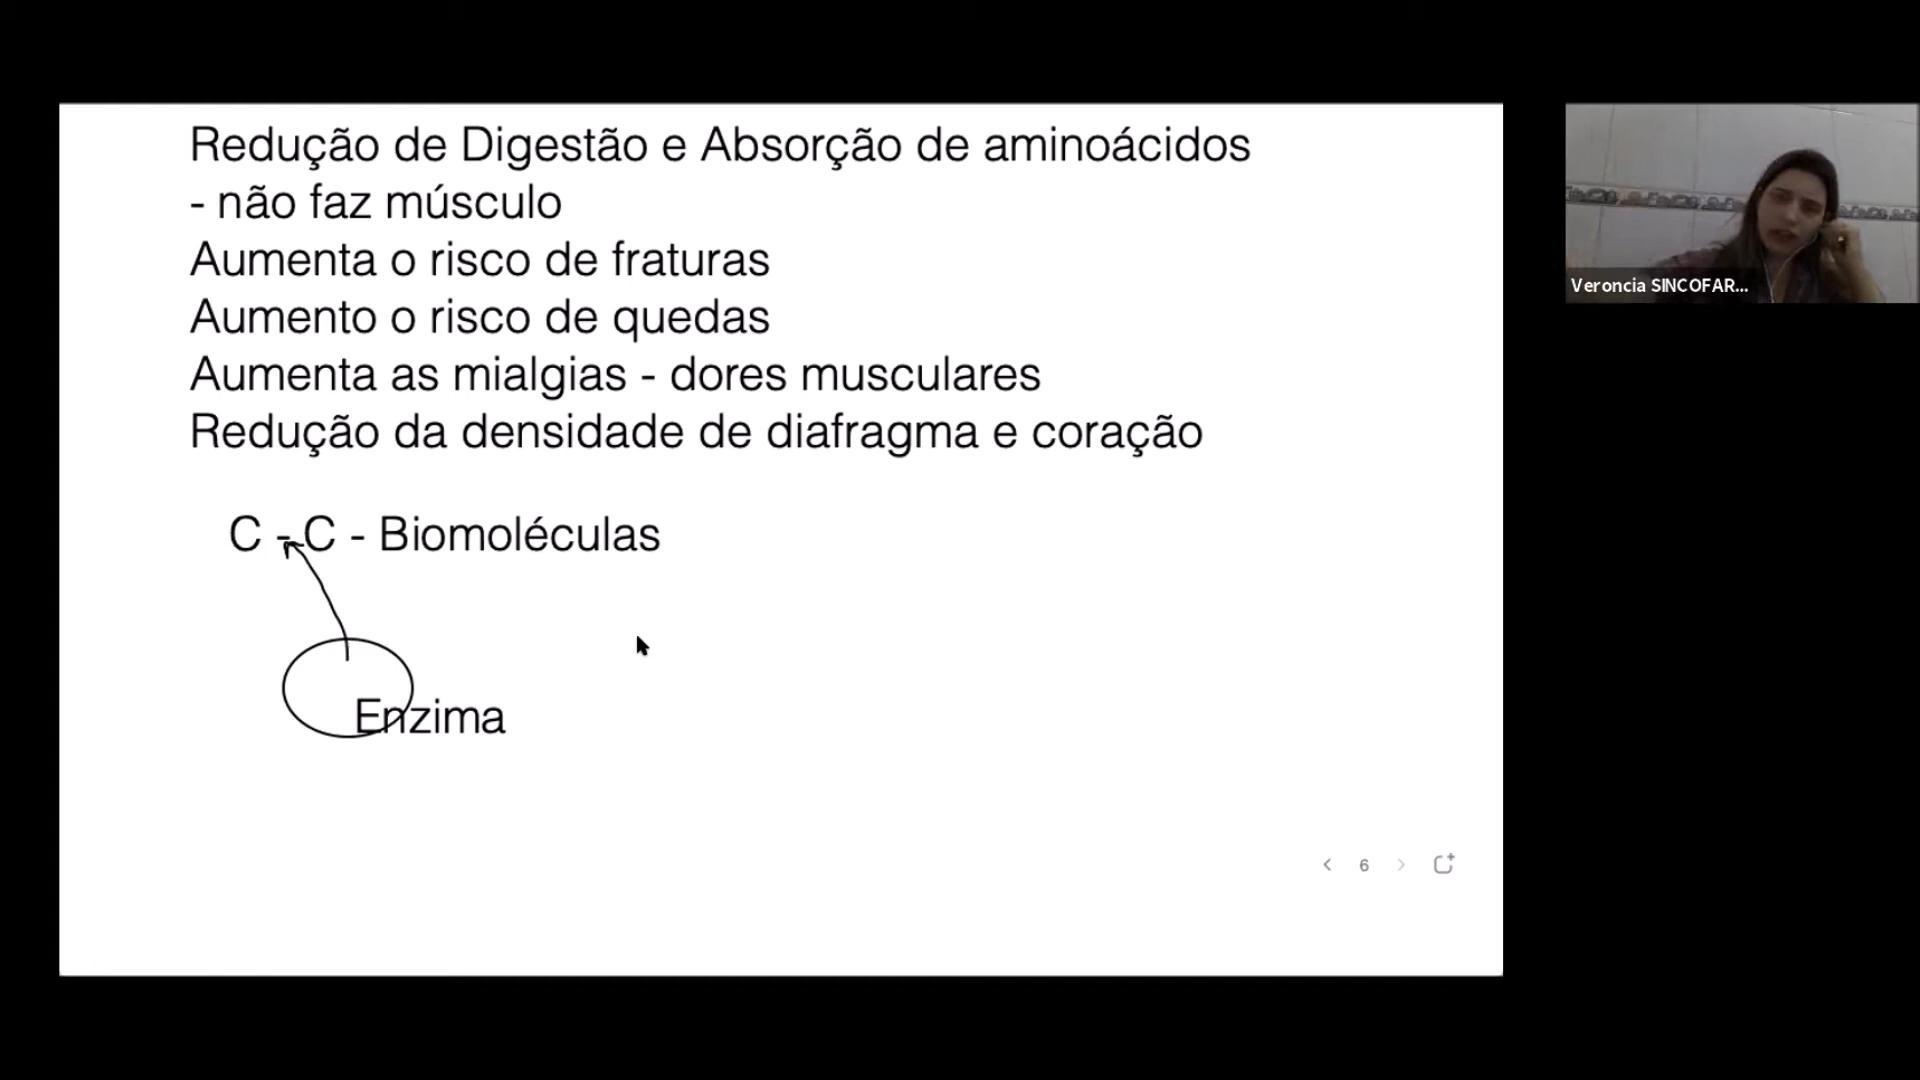 Redução de Digestão e Absorção de aminoácidos
- não faz músculo
Aumenta o risco de fraturas
Aumento o risco de quedas
Aumenta as mialgias - dores musculares
Redução da densidade de diafragma e coração
C - C - Biomoléculas
Enzima
6
Veroncia SINCOFAR...